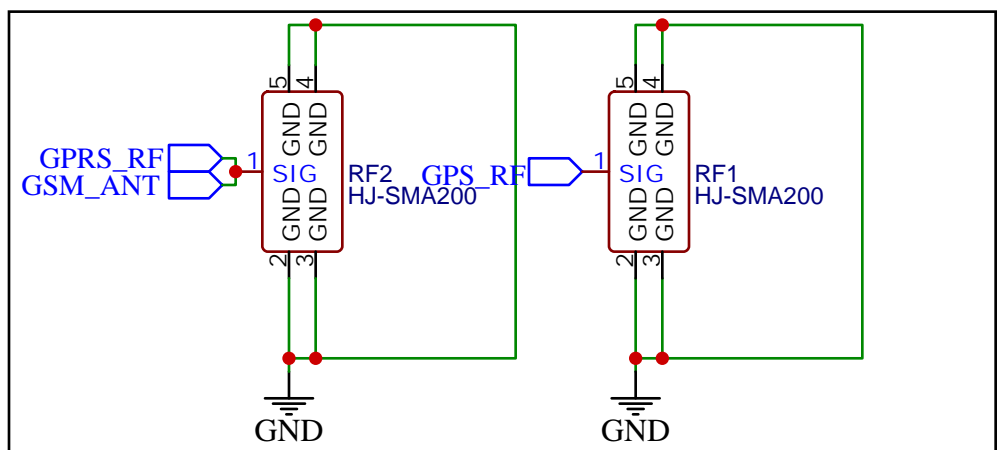 5 4
GND GND
GPRS_RF
GSM_ANT
1
SIG
RF2
HJ-SMA200
GND GND
2 3
GND
5 4
GND GND
GPS_RF
1
SIG
RF1
HJ-SMA200
GND GND
2 3
GND